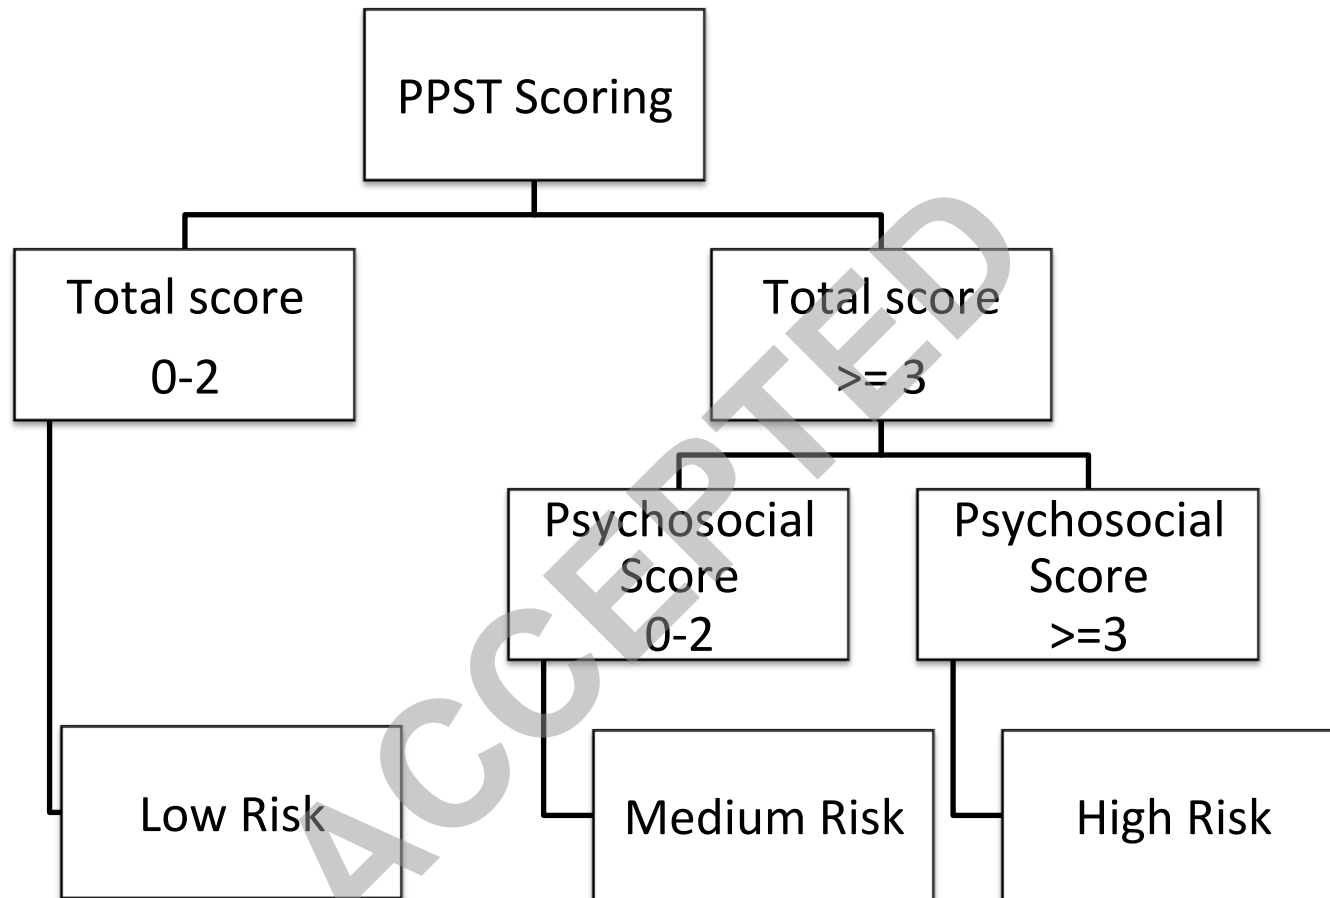 PPST Scoring
Total score
0-2
Total score
>= 3
Psychosocial
Score
0-2
Psychosocial
Score
>=3
Low Risk
Medium Risk
High Risk
ACCEPTED